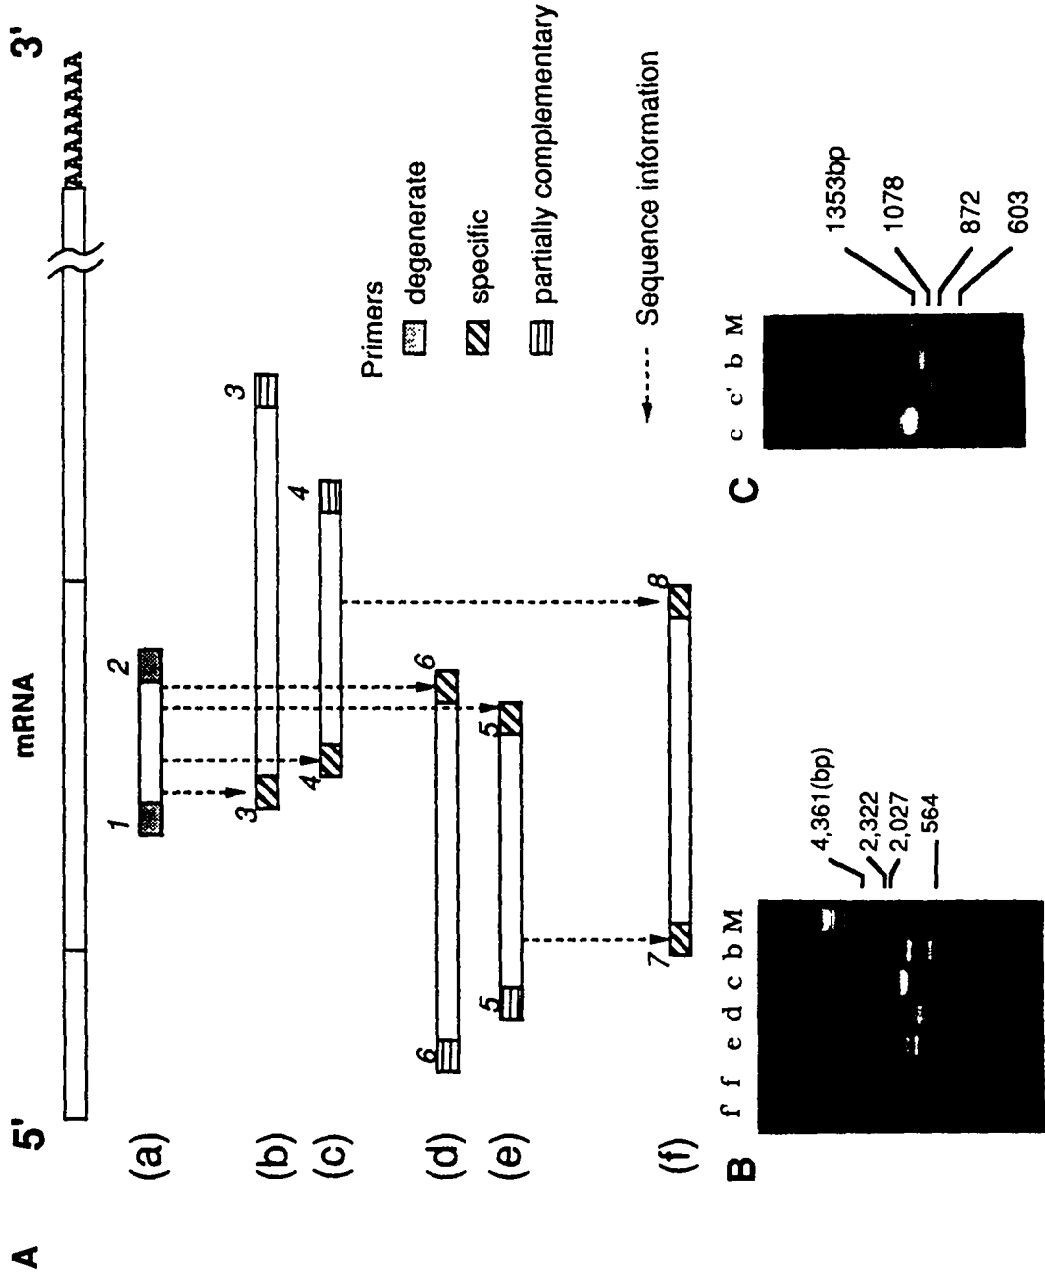 A
5'
mRNA
3'
AAAAAAAA
(a)
1
2
(b)
3
3
(c)
4
4
(d)
6
6
(e)
5
5
(f)
7
8
Primers
degenerate
specific
partially complementary
Sequence information
B
f' f e d c b M
4,361(bp)
2,322
2,027
564
C
c c' b M
1353bp
1078
872
603